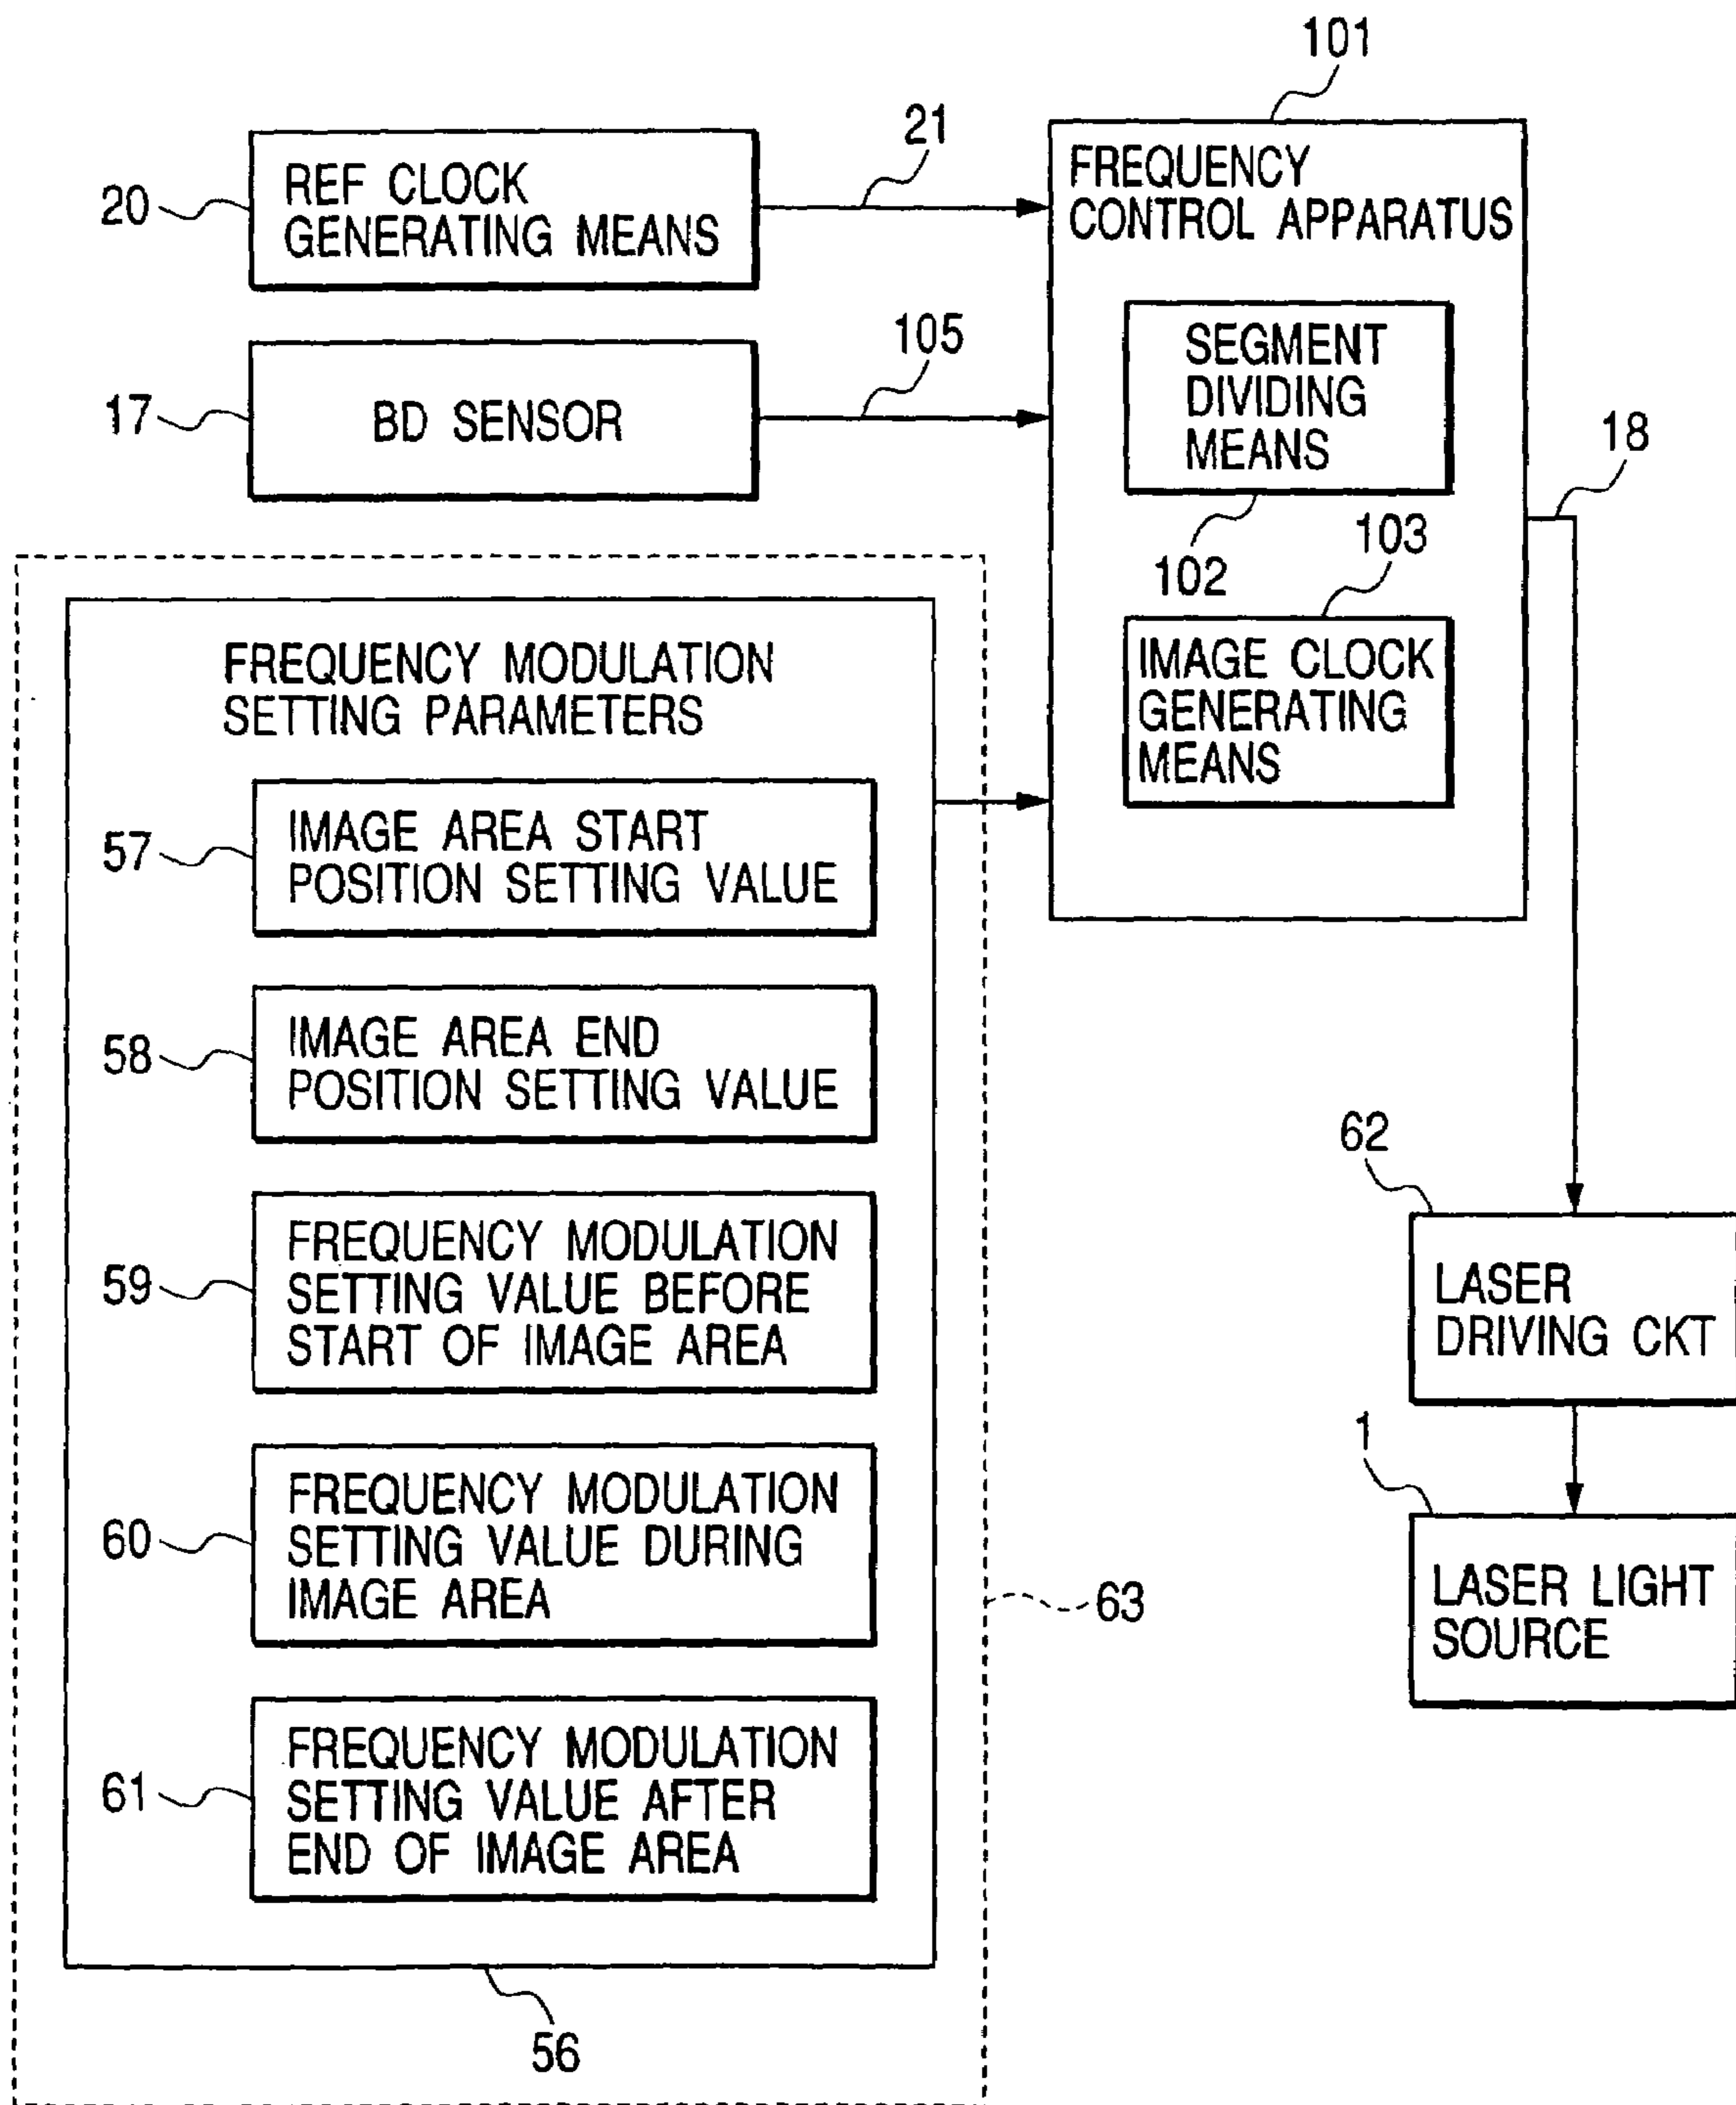 101
21
20
REF CLOCK
GENERATING MEANS
FREQUENCY
CONTROL APPARATUS
105
17
BD SENSOR
SEGMENT
DIVIDING
MEANS
18
102
103
IMAGE CLOCK
GENERATING
MEANS
FREQUENCY MODULATION
SETTING PARAMETERS
57
IMAGE AREA START
POSITION SETTING VALUE
58
IMAGE AREA END
POSITION SETTING VALUE
59
FREQUENCY MODULATION
SETTING VALUE BEFORE
START OF IMAGE AREA
60
FREQUENCY MODULATION
SETTING VALUE DURING
IMAGE AREA
61
FREQUENCY MODULATION
SETTING VALUE AFTER
END OF IMAGE AREA
56
63
62
LASER
DRIVING CKT
1
LASER LIGHT
SOURCE